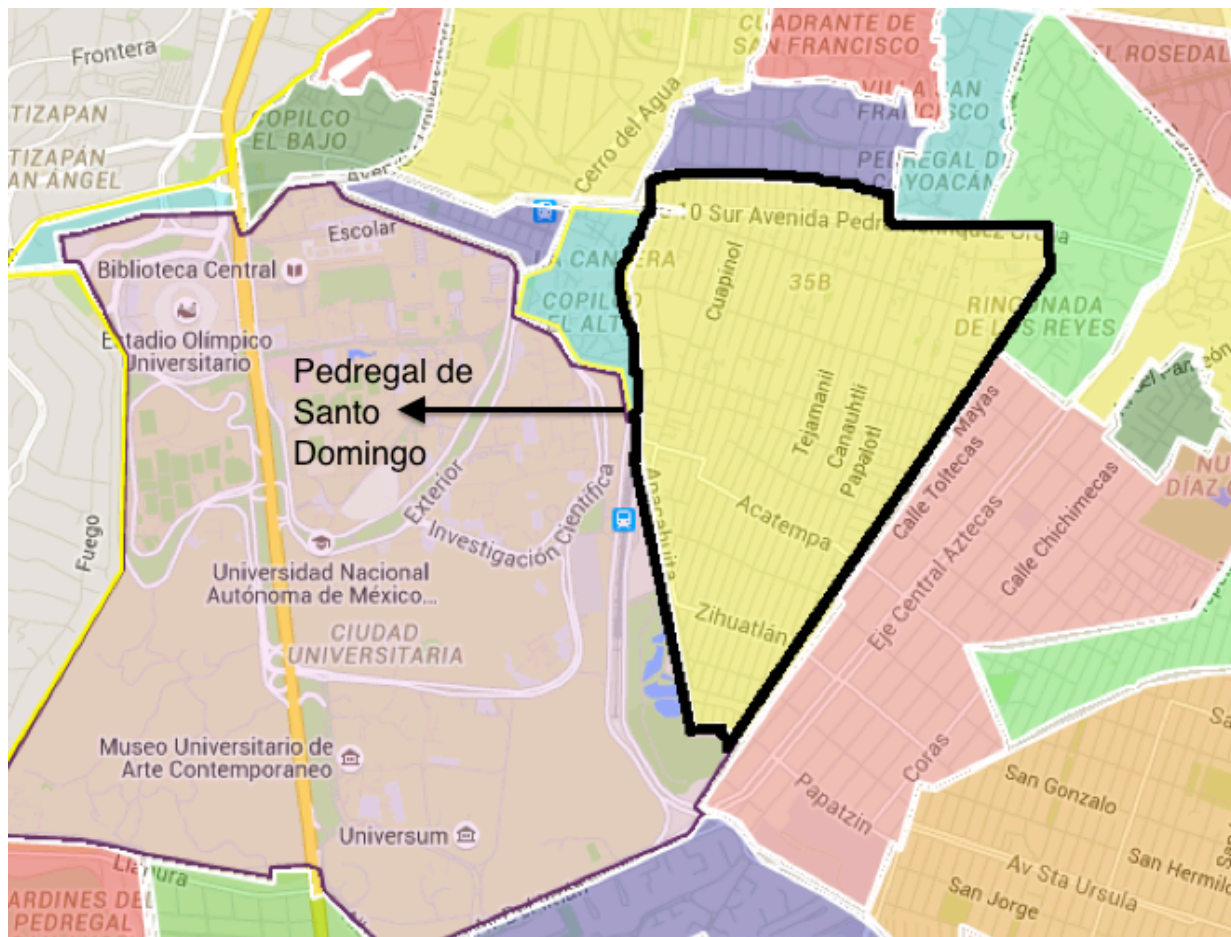 Frontera
TIZAPAN
TIZAPÁN
AN ÁNGEL
COPILCO
EL BAJO
Cerro del Agua
CUADRANTE DE
SAN FRANCISCO
VILLA SAN
FRANCISCO
EL ROSEDAL
PEDREGAL DE
COYOACÁN
Escolar
10 Sur Avenida
Biblioteca Central
LA CANTERA
COPILCO
EL ALTO
Cuapinol
35B
RINCONADA
DE LOS REYES
Estadio Olímpico
Universitario
Pedregal de
Santo
Domingo
Tejamanil
Canauhtli
Papalotl
Mayas
Calle Toltecas
Exterior
Investigación Científica
Anacahuita
Acatempa
Eje Central Aztecas
Calle Chichimecas
Fuego
Universidad Nacional
Autónoma de México...
Zihuatlán
CIUDAD
UNIVERSITARIA
Museo Universitario de
Arte Contemporaneo
Universum
Papatzin
Coras
San Gonzalo
Av Sta Ursula
San Hermilo
San Jorge
Llanura
ARDINES DEL
PEDREGAL